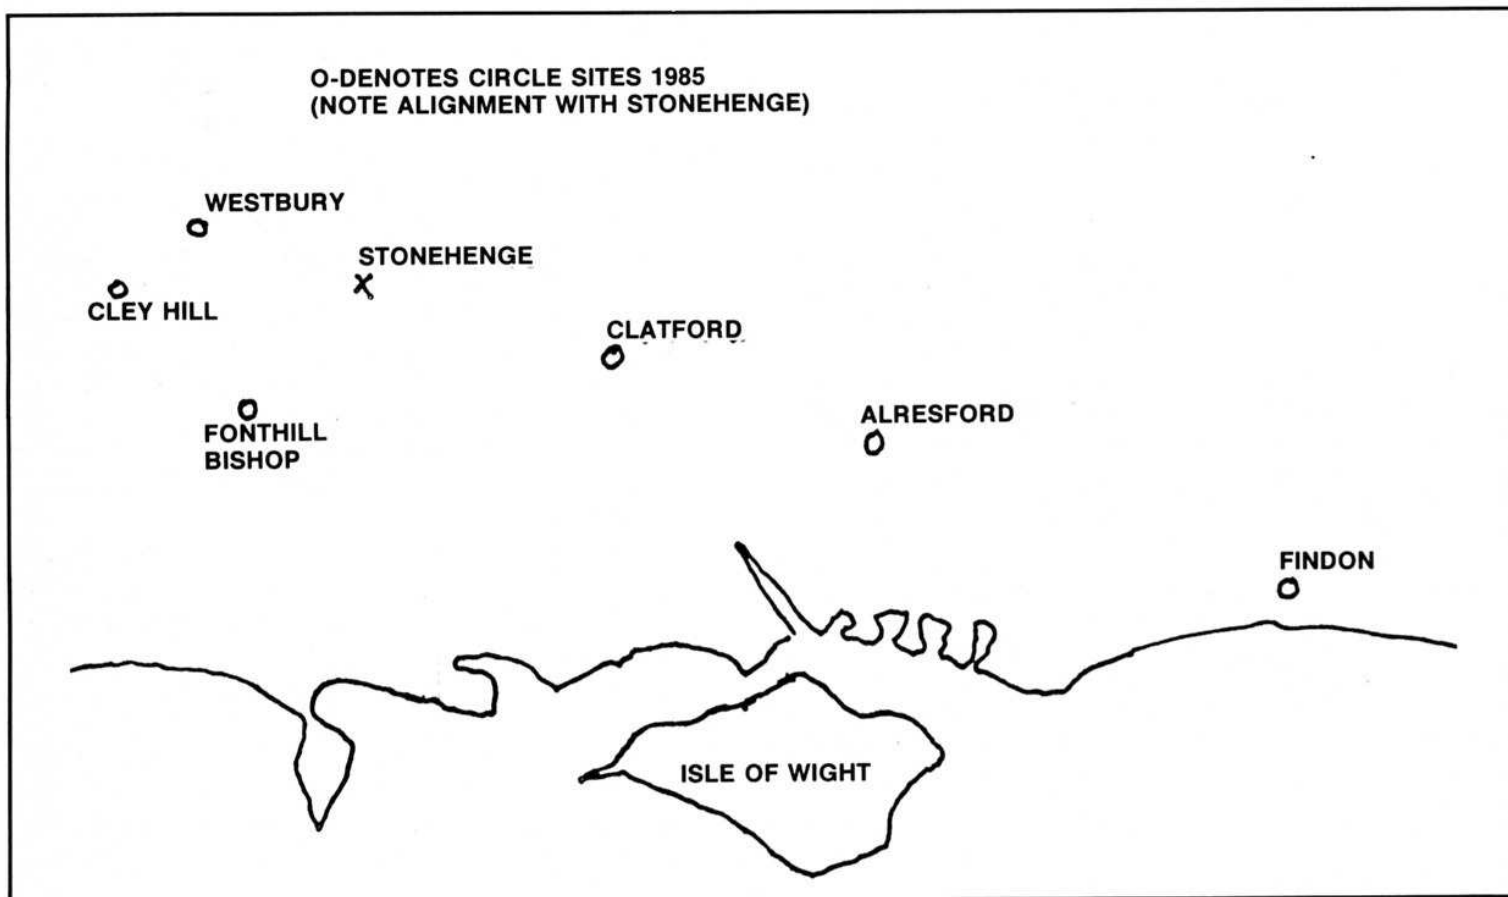 O-DENOTES CIRCLE SITES 1985
(NOTE ALIGNMENT WITH STONEHENGE)
WESTBURY
STONEHENGE
CLEY HILL
CLATFORD
ALRESFORD
FONTHILL
BISHOP
FINDON
ISLE OF WIGHT